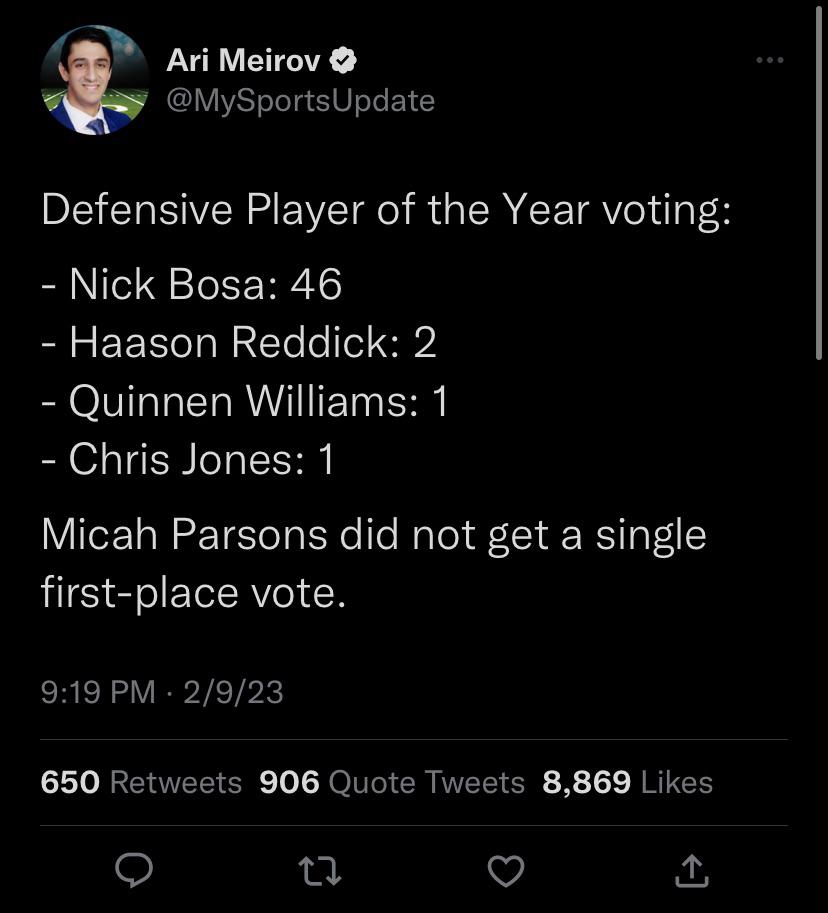 Ari Meirov
@MySportsUpdate
Defensive Player of the Year voting:
- Nick Bosa: 46
- Haason Reddick: 2
- Quinnen Williams: 1
- Chris Jones: 1
Micah Parsons did not get a single
first-place vote.
9:19 PM · 2/9/23
650 Retweets 906 Quote Tweets 8,869 Likes